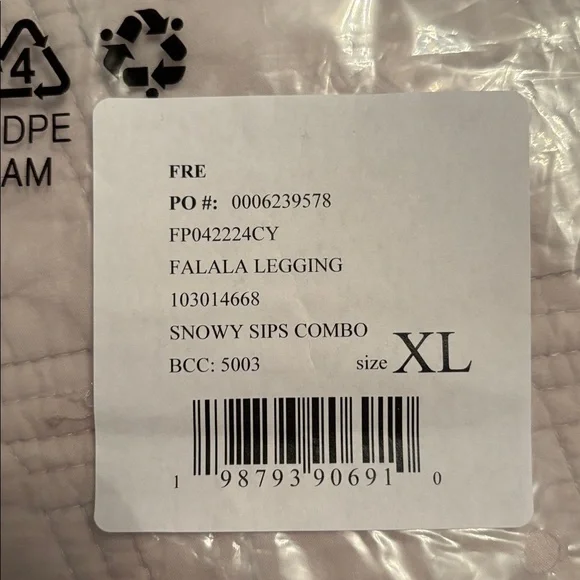 4
DPE
AM
FRE
PO #: 0006239578
FP042224CY
FALALA LEGGING
103014668
SNOWY SIPS COMBO
BCC: 5003 size XL
1 98793 90691 0